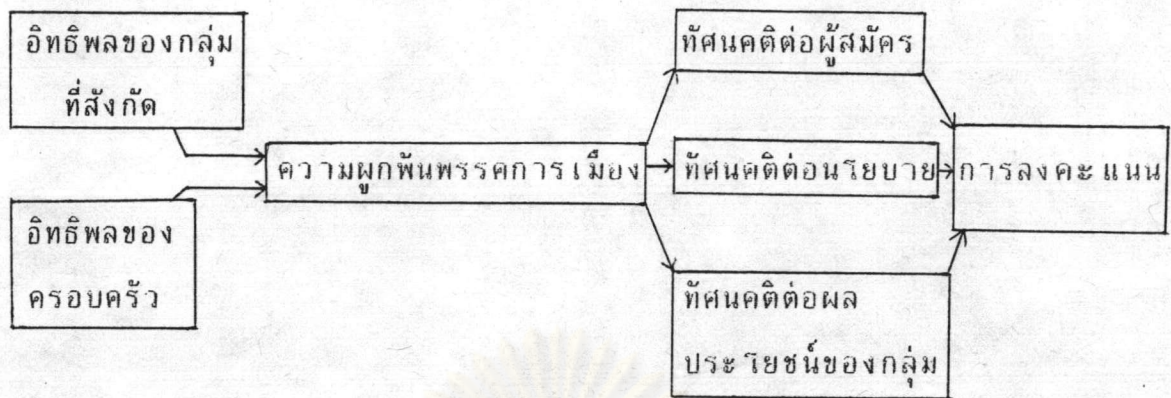 อิทธิพลของกลุ่ม
ที่สังกัด
อิทธิพลของ
ครอบครัว
ความผูกพันพรรคการเมือง
ทัศนคติต่อผู้สมัคร
ทัศนคติต่อนโยบาย
ทัศนคติต่อผล
ประโยชน์ของกลุ่ม
การลงคะแนน